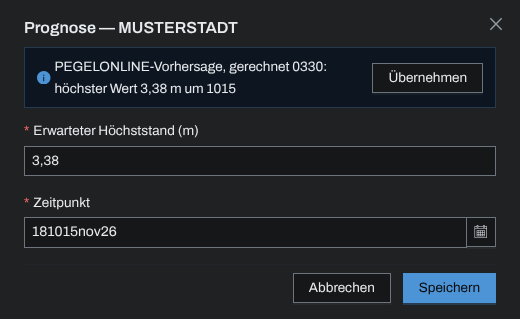 Prognose — MUSTERSTADT
PEGELONLINE-Vorhersage, gerechnet 0330:
höchster Wert 3,38 m um 1015
Übernehmen
* Erwarteter Höchststand (m)
3,38
* Zeitpunkt
181015nov26
Abbrechen
Speichern